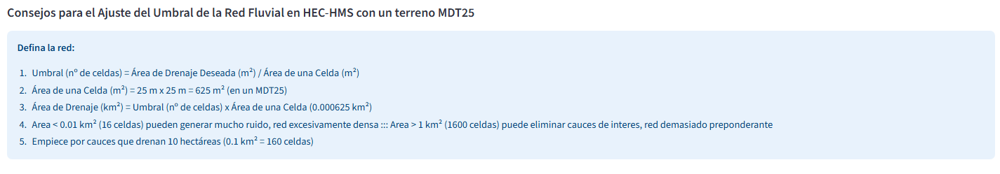 Consejos para el Ajuste del Umbral de la Red Fluvial en HEC-HMS con un terreno MDT25
Defina la red:
1. Umbral (nº de celdas) = Área de Drenaje Deseada (m²) / Área de una Celda (m²)
2. Área de una Celda (m²) = 25 m x 25 m = 625 m² (en un MDT25)
3. Área de Drenaje (km²) = Umbral (nº de celdas) x Área de una Celda (0.000625 km²)
4. Area < 0.01 km² (16 celdas) pueden generar mucho ruido, red excesivamente densa ::: Area > 1 km² (1600 celdas) puede eliminar cauces de interes, red demasiado preponderante
5. Empiece por cauces que drenan 10 hectáreas (0.1 km² = 160 celdas)